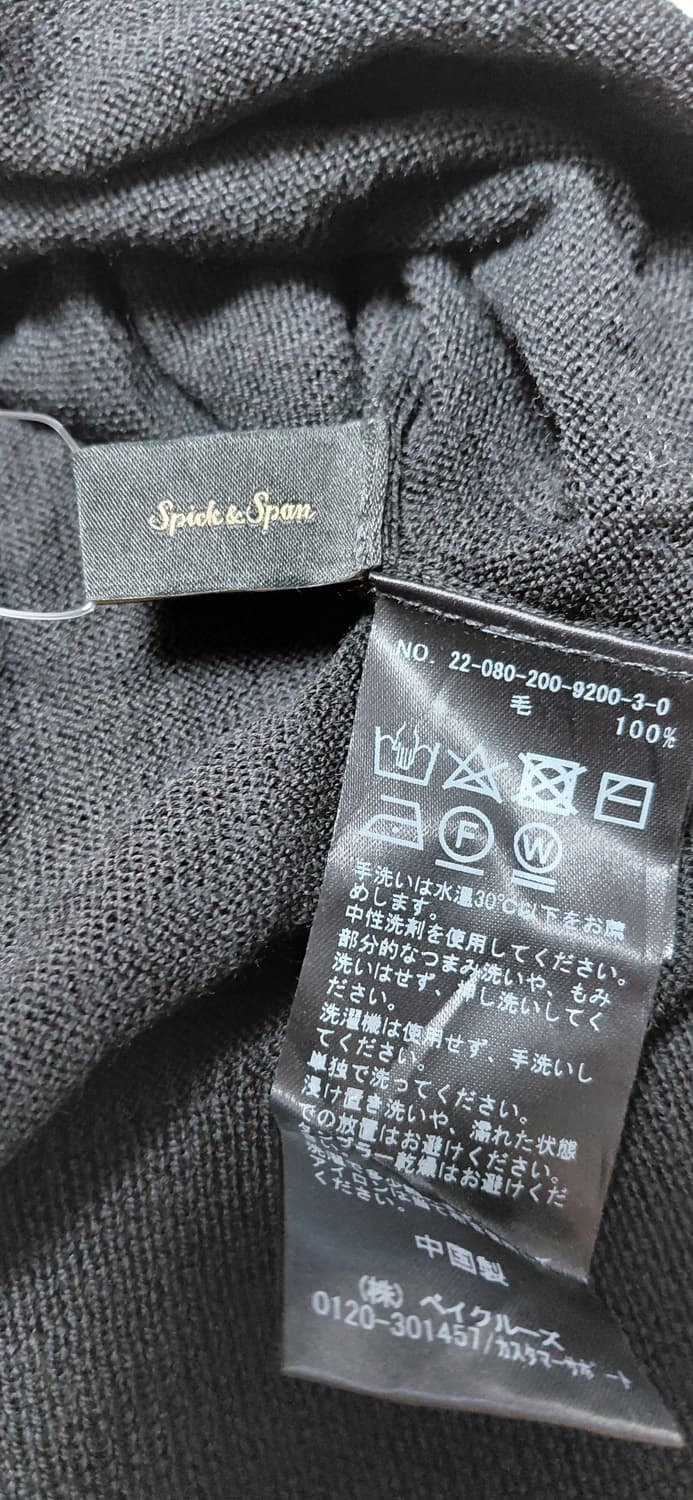 Spick & Span
NO. 22-080-200-9200-3-0
毛 100%
F W
手洗いは水温30℃以下をお薦
めします。
中性洗剤を使用してください。
部分的なつまみ洗いや、もみ
洗いはせず、押し洗いしてく
ださい。
洗濯機は使用せず、手洗いし
てください。
単独で洗ってください。
浸け置き洗いや、濡れた状態
での放置はお避けください。
タンブラー乾燥はお避けくだ
アイロン
ください。
中国製
(株) ベイクルーズ
0120-301457/カスタマーサポート